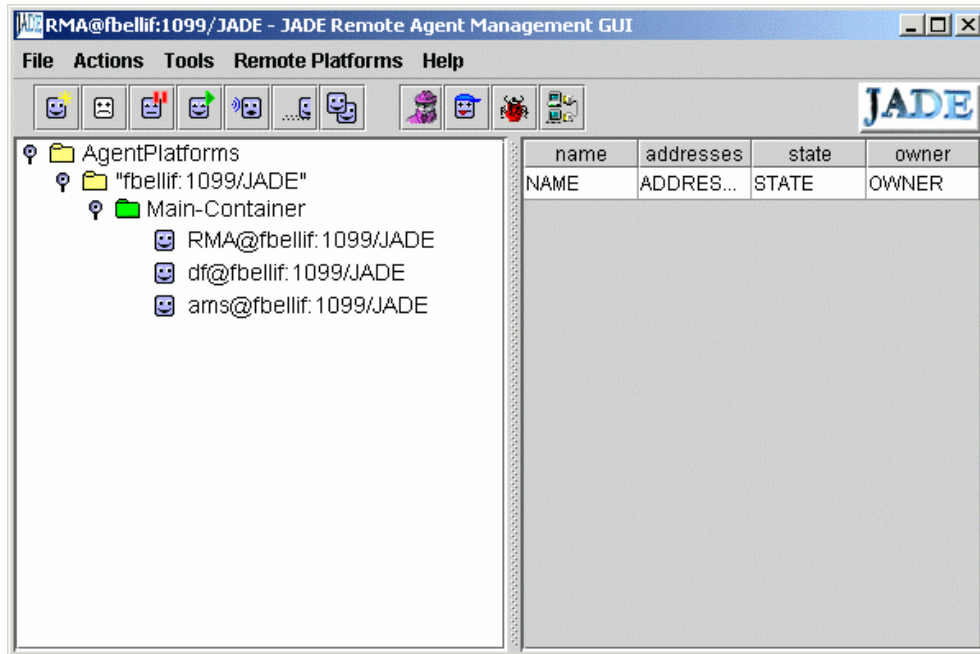 RMA@fbellif:1099/JADE - JADE Remote Agent Management GUI
File Actions Tools Remote Platforms Help
JADE
AgentPlatforms
"fbellif:1099/JADE"
Main-Container
RMA@fbellif:1099/JADE
df@fbellif:1099/JADE
ams@fbellif:1099/JADE
name addresses state owner
NAME ADDRES... STATE OWNER